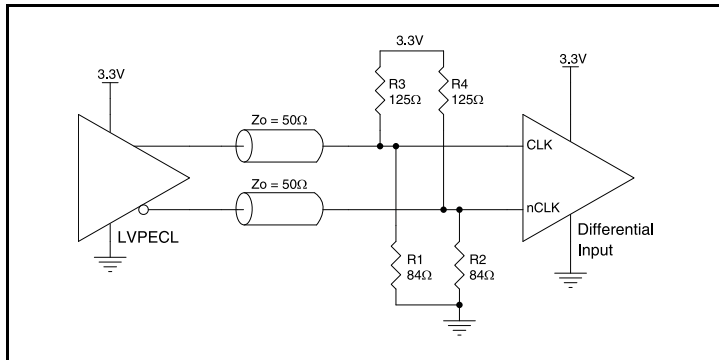 3.3V
3.3V
R3
125Ω
R4
125Ω
3.3V
Zo = 50Ω
CLK
Zo = 50Ω
nCLK
LVPECL
Differential
Input
R1
84Ω
R2
84Ω